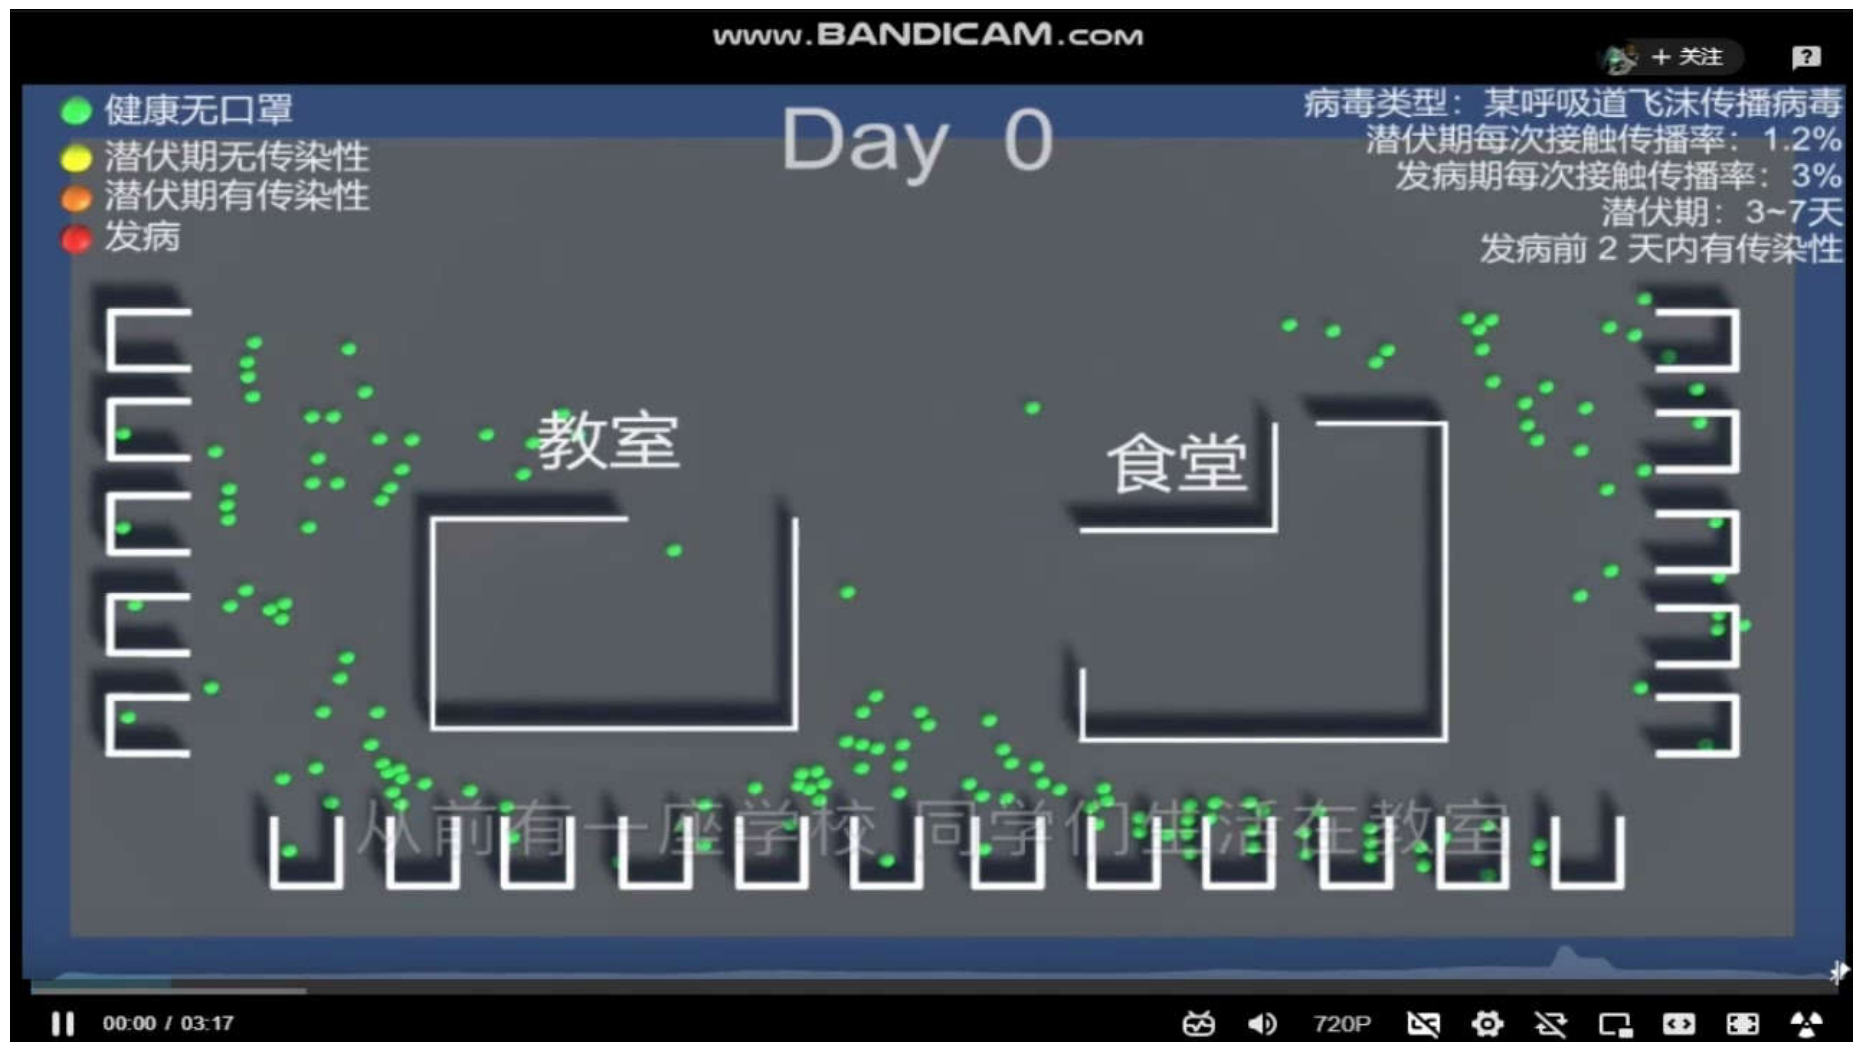 www.BANDICAM.COM
+ 关注
?
健康无口罩
潜伏期无传染性
潜伏期有传染性
发病
Day 0
病毒类型：某呼吸道飞沫传播病毒
潜伏期每次接触传播率：1.2%
发病期每次接触传播率：3%
潜伏期：3~7天
发病前 2 天内有传染性
教室
食堂
从前有一座学校 同学们生活在教室
00:00 / 03:17
720P